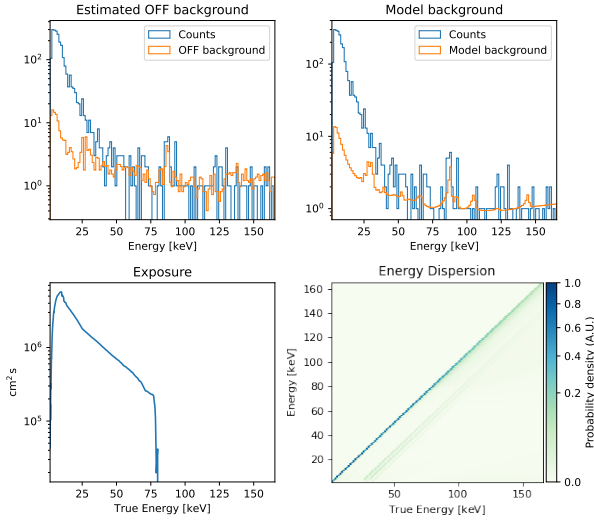 Estimated OFF background
Counts
OFF background
10²
10¹
10⁰
25 50 75 100 125 150
Energy [keV]
Model background
Counts
Model background
10²
10¹
10⁰
25 50 75 100 125 150
Energy [keV]
Exposure
cm² s
10⁶
10⁵
25 50 75 100 125 150
True Energy [keV]
Energy Dispersion
Energy [keV]
160
140
120
100
80
60
40
20
50 100 150
True Energy [keV]
1.0
0.8
0.6
0.4
0.2
0.0
Probability density (A.U.)